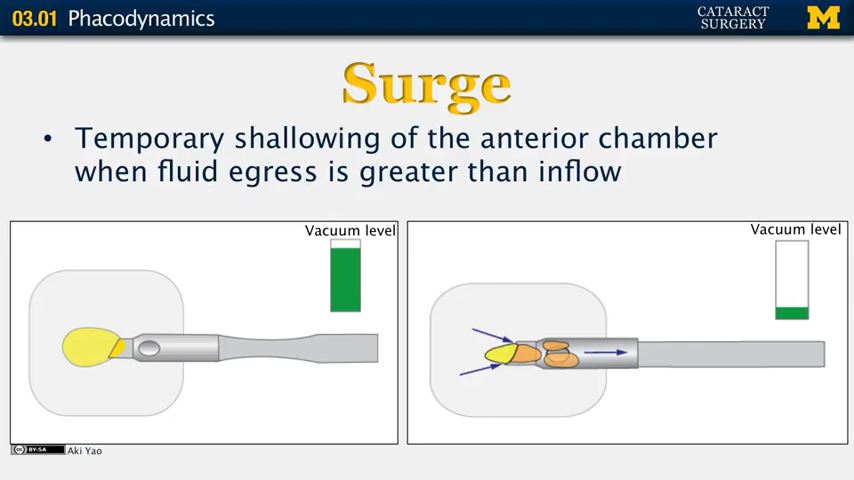 03.01 Phacodynamics
CATARACT
SURGERY
M
Surge
• Temporary shallowing of the anterior chamber
when fluid egress is greater than inflow
Vacuum level
Vacuum level
cc BY-SA Aki Yao